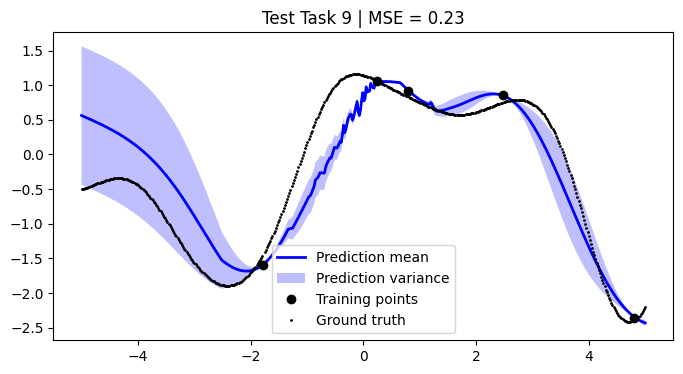 Test Task 9 | MSE = 0.23
1.5
1.0
0.5
0.0
−0.5
−1.0
−1.5
−2.0
−2.5
Prediction mean
Prediction variance
Training points
Ground truth
−4
−2
0
2
4